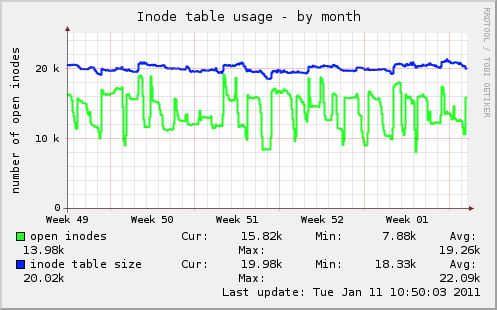 Inode table usage - by month
RRDTOOL / TOBI OETIKER
number of open inodes
20 k
10 k
0
Week 49 Week 50 Week 51 Week 52 Week 01
open inodes Cur: 15.82k Min: 7.88k Avg:
13.98k Max: 19.26k
inode table size Cur: 19.98k Min: 18.33k Avg:
20.02k Max: 22.09k
Last update: Tue Jan 11 10:50:03 2011